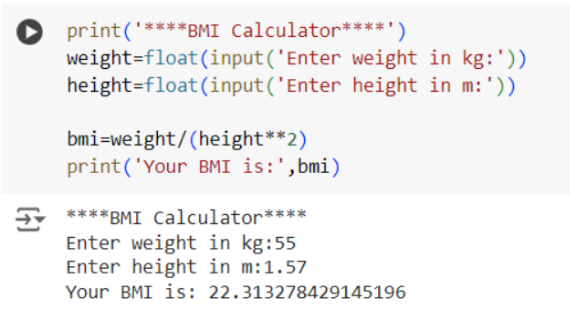 print('****BMI Calculator****')
weight=float(input('Enter weight in kg:'))
height=float(input('Enter height in m:'))
bmi=weight/(height**2)
print('Your BMI is:',bmi)
****BMI Calculator****
Enter weight in kg:55
Enter height in m:1.57
Your BMI is: 22.313278429145196